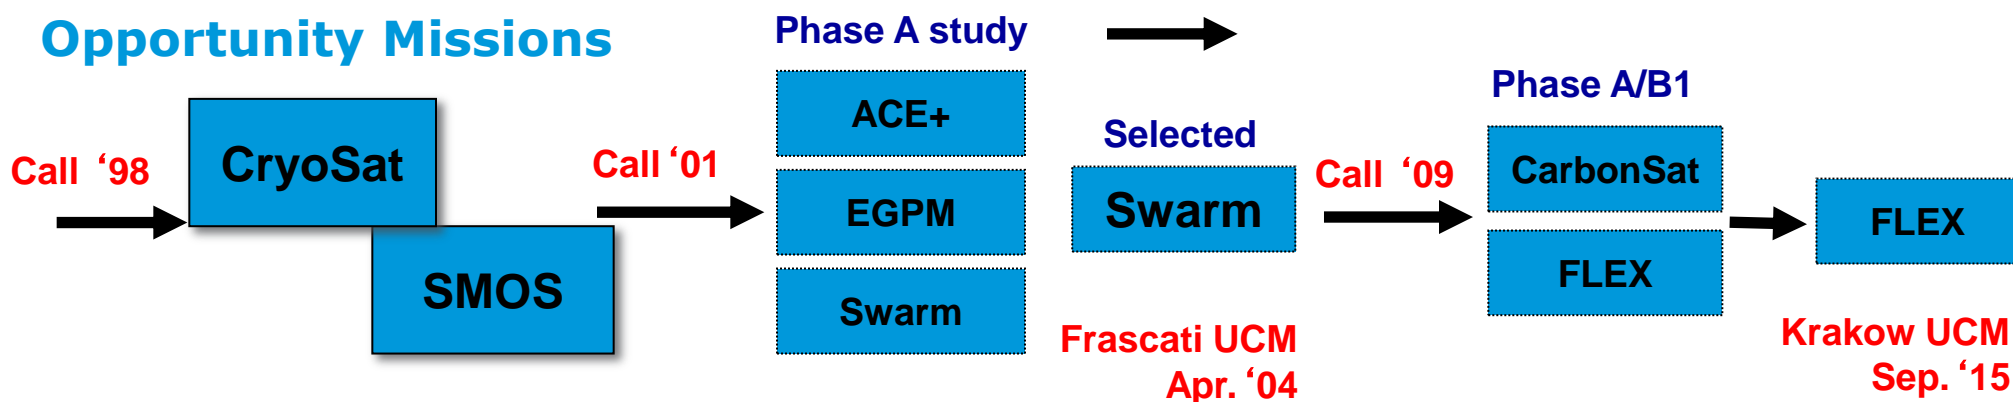 Opportunity Missions
Call ‘98
CryoSat
SMOS
Call ‘01
Phase A study
ACE+
EGPM
Swarm
Selected
Swarm
Frascati UCM
Apr. ‘04
Call ‘09
Phase A/B1
CarbonSat
FLEX
FLEX
Krakow UCM
Sep. ‘15